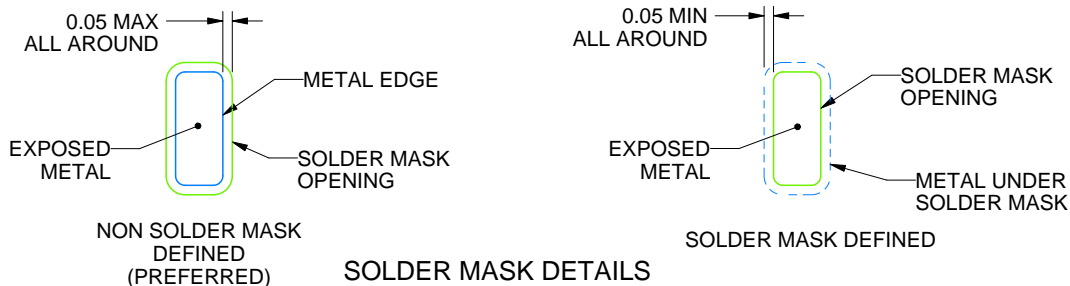 0.05 MAX
ALL AROUND
METAL EDGE
EXPOSED
METAL
SOLDER MASK
OPENING
NON SOLDER MASK
DEFINED
(PREFERRED)
0.05 MIN
ALL AROUND
SOLDER MASK
OPENING
EXPOSED
METAL
METAL UNDER
SOLDER MASK
SOLDER MASK DEFINED
SOLDER MASK DETAILS